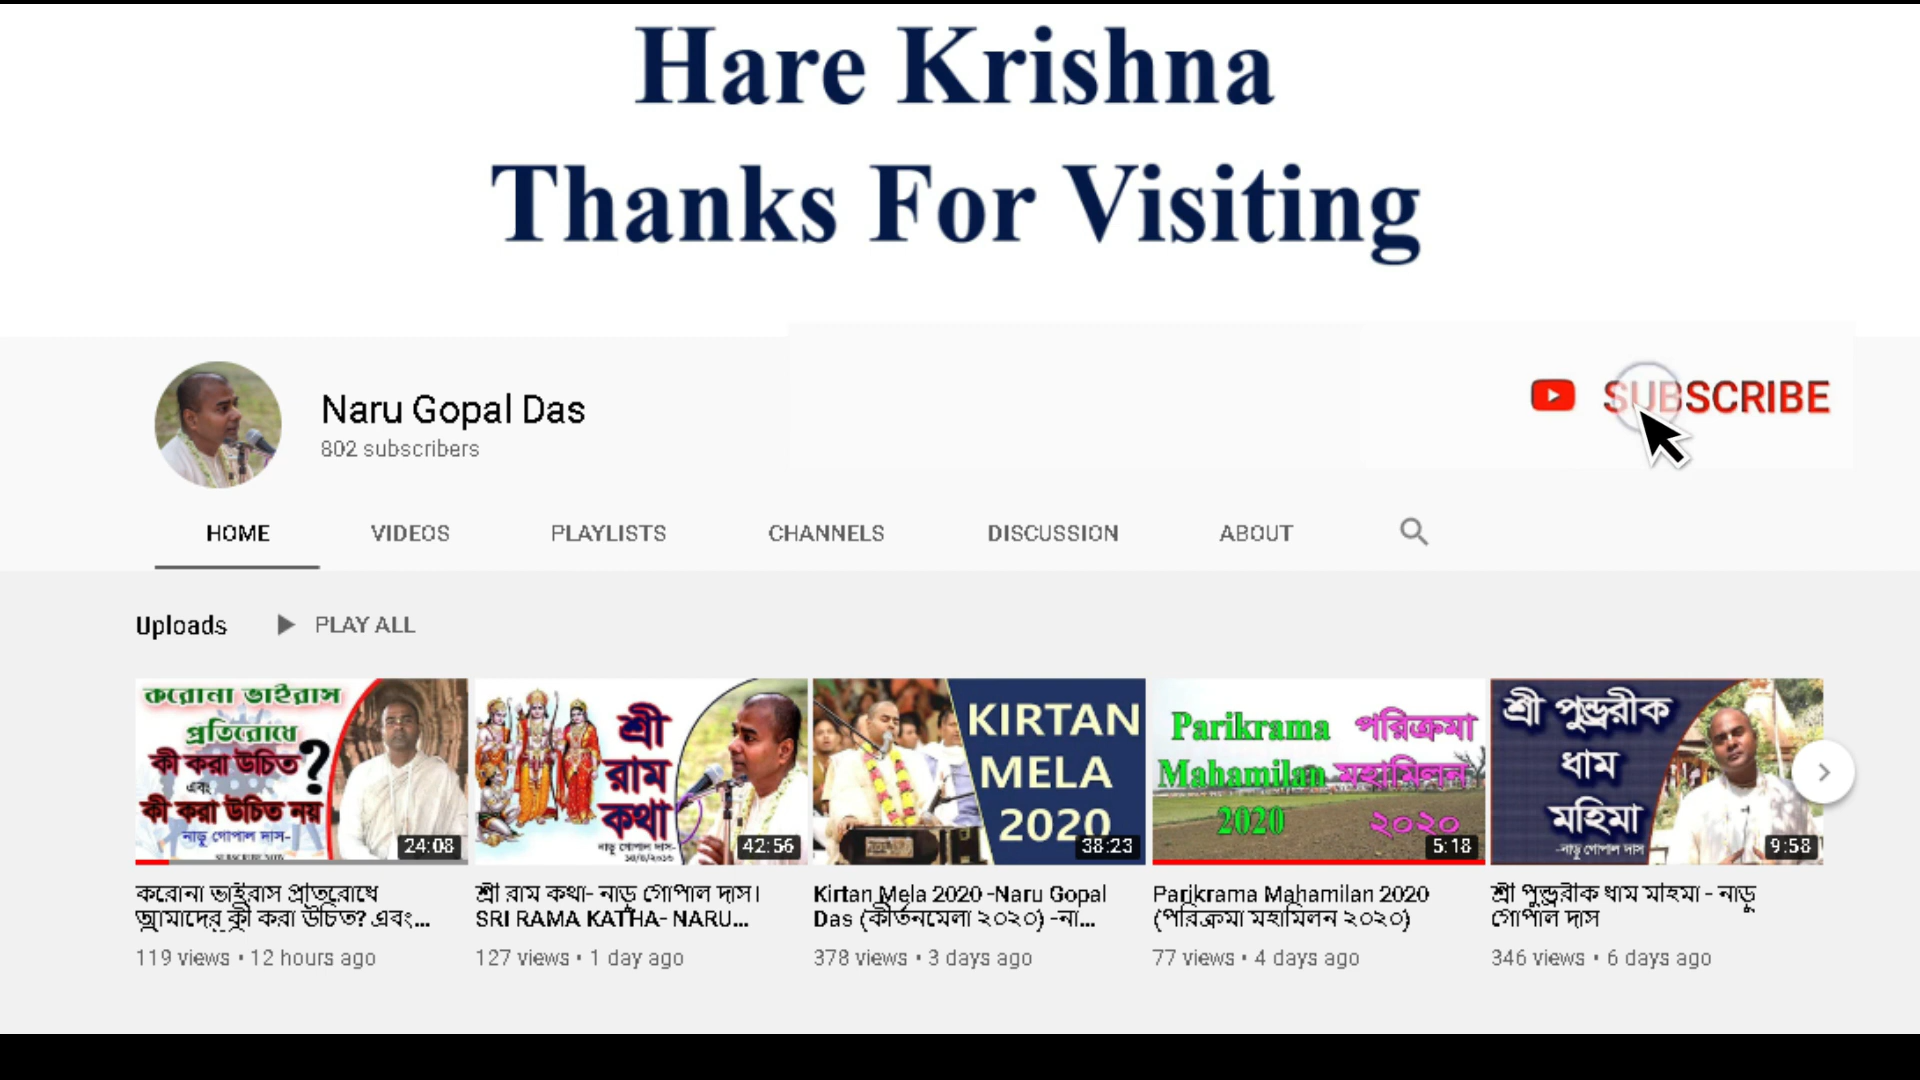 Hare Krishna
Thanks For Visiting
Naru Gopal Das
802 subscribers
SUBSCRIBE
HOME VIDEOS PLAYLISTS CHANNELS DISCUSSION ABOUT
Uploads PLAY ALL
করোনা ভাইরাস
প্রতিরোধে
কী করা উচিত?
এবং
কী করা উচিত নয়
নাড়ু গোপাল দাস-
24:08
শ্রী
রাম
কথা
নাড়ু গোপাল দাস-
42:56
KIRTAN
MELA
2020
38:23
Parikrama পরিক্রমা
Mahamilan মহামিলন
2020 ২০২০
5:18
শ্রী পুন্ড্ররীক
ধাম
মহিমা
-নাড়ু গোপাল দাস
9:58
করোনা ভাইরাস প্রতিরোধে
আমাদের কী করা উচিত? এবং...
119 views • 12 hours ago
শ্রী রাম কথা- নাড়ু গোপাল দাস।
SRI RAMA KATHA- NARU...
127 views • 1 day ago
Kirtan Mela 2020 -Naru Gopal
Das (কীর্তনমেলা ২০২০) -না...
378 views • 3 days ago
Parikrama Mahamilan 2020
(পরিক্রমা মহামিলন ২০২০)
77 views • 4 days ago
শ্রী পুন্ড্ররীক ধাম মহিমা - নাড়ু
গোপাল দাস
346 views • 6 days ago